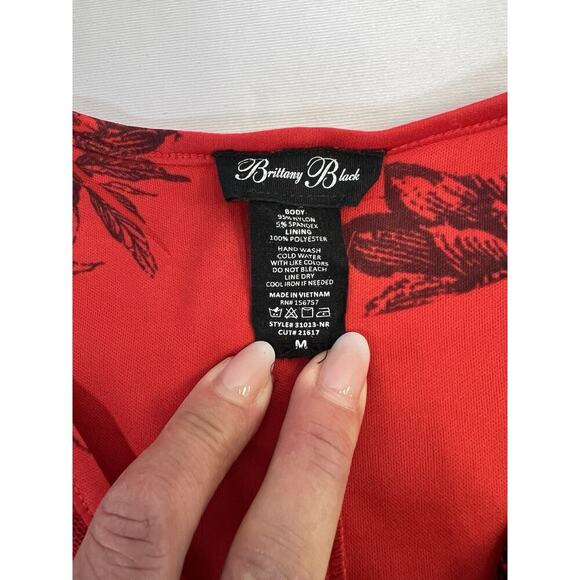 Brittany Black
BODY
95% NYLON
5% SPANDEX
LINING
100% POLYESTER
HAND WASH
COLD WATER
WITH LIKE COLORS
DO NOT BLEACH
LINE DRY
COOL IRON IF NEEDED
MADE IN VIETNAM
RN# 156757
STYLE# 31013-NR
CUT# 21617
M